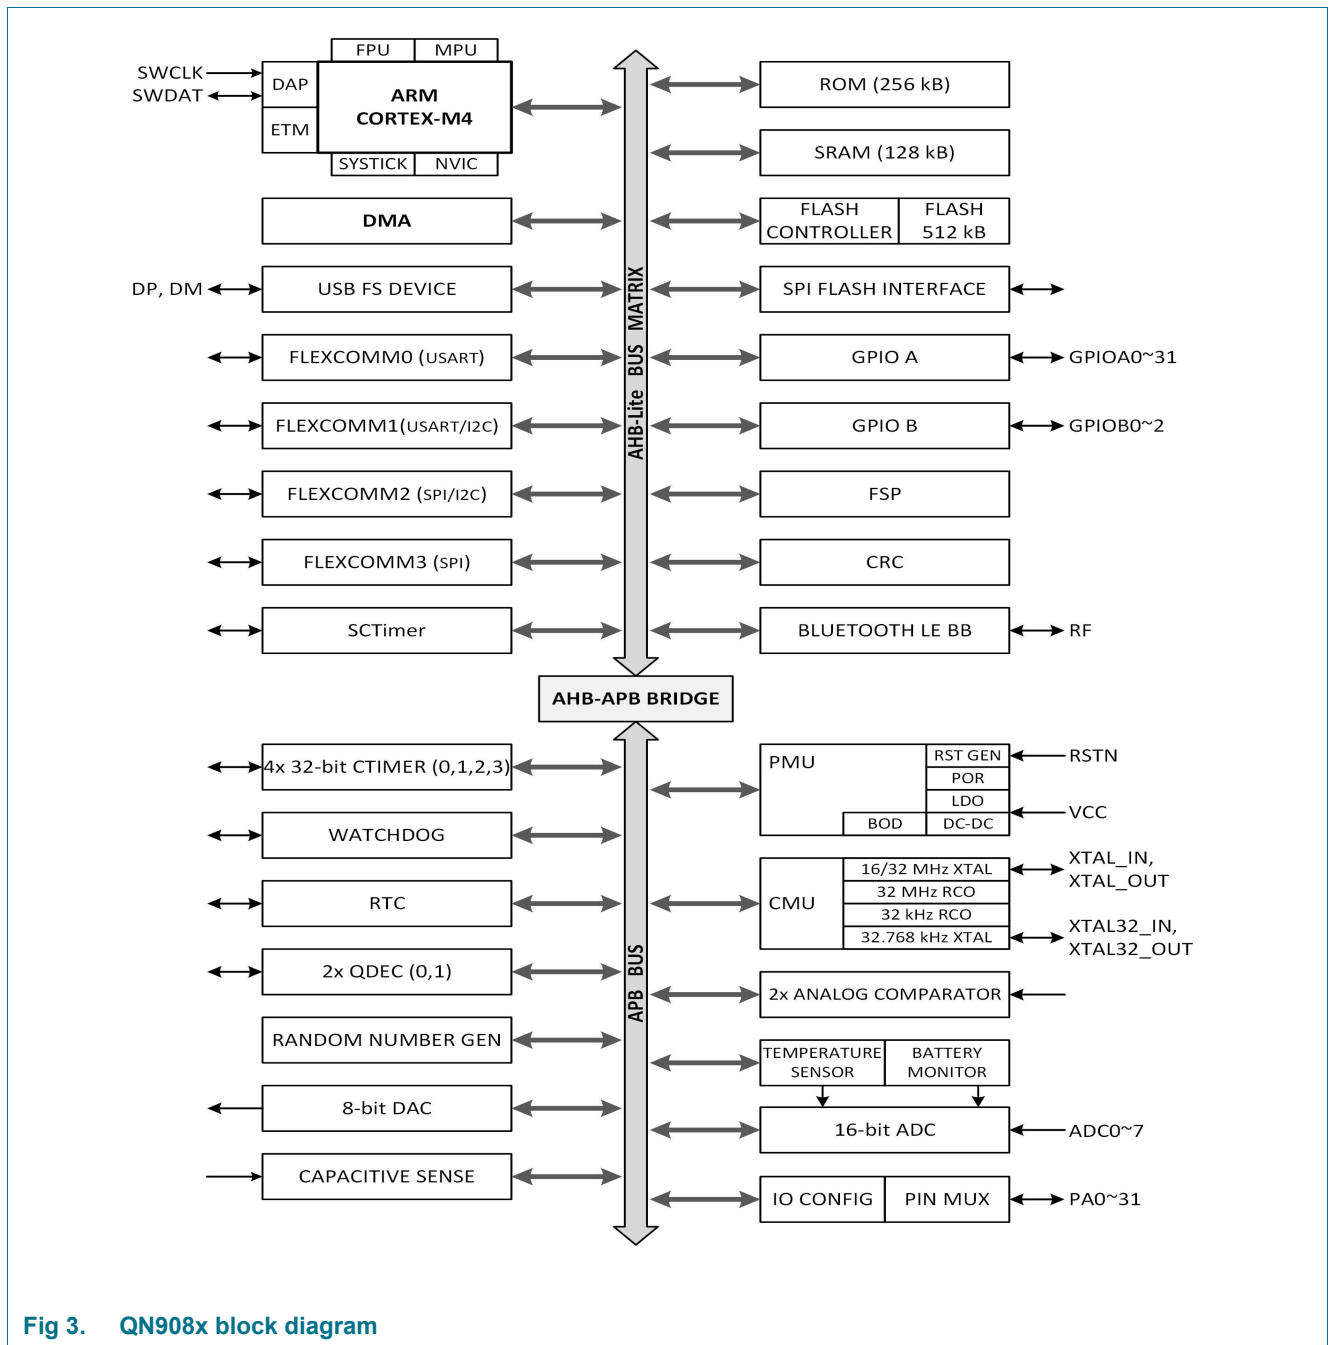 FPU MPU
SWCLK
SWDAT
DAP
ETM
ARM
CORTEX-M4
SYSTICK NVIC
DMA
DP, DM
USB FS DEVICE
FLEXCOMM0 (USART)
FLEXCOMM1(USART/I2C)
FLEXCOMM2 (SPI/I2C)
FLEXCOMM3 (SPI)
SCTimer
AHB-Lite BUS MATRIX
ROM (256 kB)
SRAM (128 kB)
FLASH
CONTROLLER
FLASH
512 kB
SPI FLASH INTERFACE
GPIO A
GPIOA0~31
GPIO B
GPIOB0~2
FSP
CRC
BLUETOOTH LE BB
RF
AHB-APB BRIDGE
4x 32-bit CTIMER (0,1,2,3)
WATCHDOG
RTC
2x QDEC (0,1)
RANDOM NUMBER GEN
8-bit DAC
CAPACITIVE SENSE
APB BUS
PMU
RST GEN
POR
LDO
BOD DC-DC
RSTN
VCC
CMU
16/32 MHz XTAL
32 MHz RCO
32 kHz RCO
32.768 kHz XTAL
XTAL_IN,
XTAL_OUT
XTAL32_IN,
XTAL32_OUT
2x ANALOG COMPARATOR
TEMPERATURE
SENSOR
BATTERY
MONITOR
16-bit ADC
ADC0~7
IO CONFIG PIN MUX
PA0~31
Fig 3. QN908x block diagram